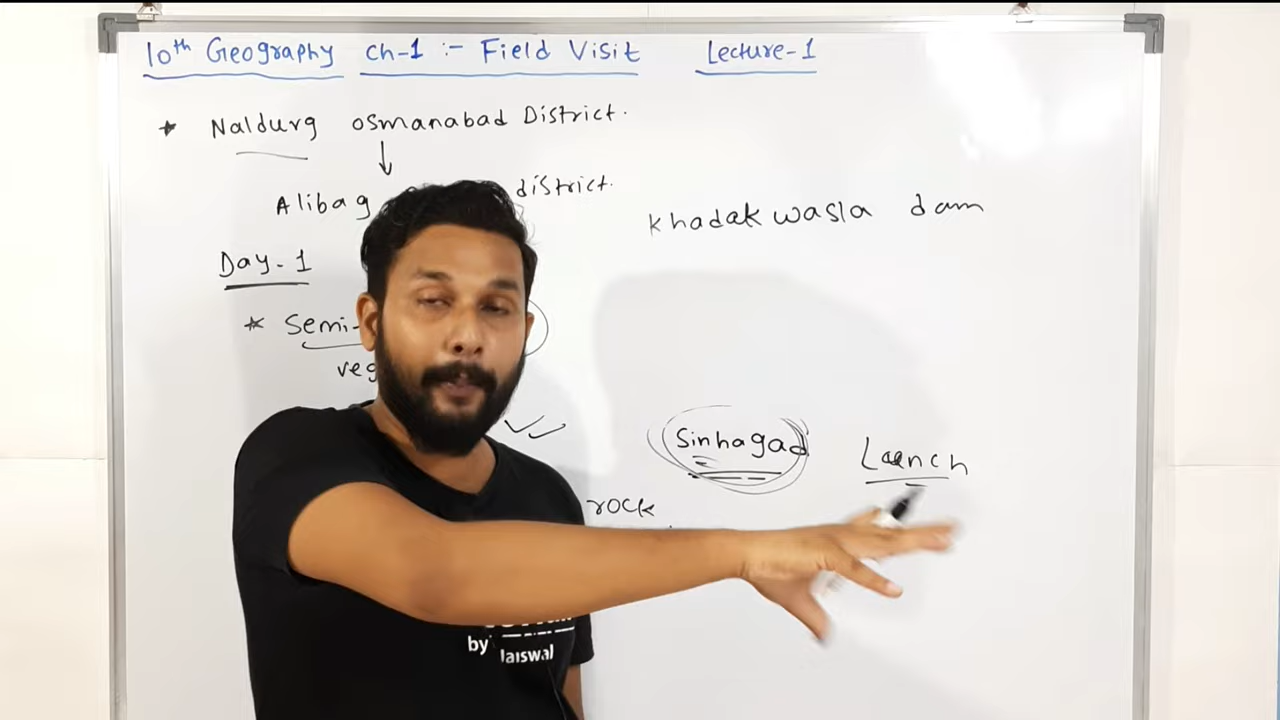 10th Geography ch-1 :- Field Visit Lecture-1
* Naldurg osmanabad District.
↓
Alibag district.
khadakwasla dam
Day-1
* Semi-
veg
Sinhagad Launch
rock
by
Jaiswal